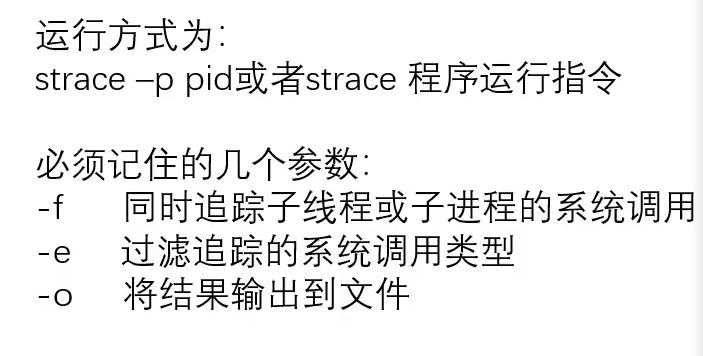 运行方式为：
strace –p pid或者strace 程序运行指令
必须记住的几个参数：
-f 同时追踪子线程或子进程的系统调用
-e 过滤追踪的系统调用类型
-o 将结果输出到文件